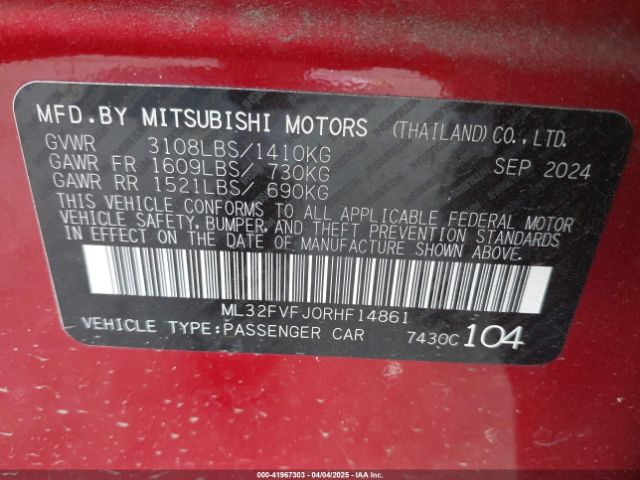 MFD.BY MITSUBISHI MOTORS (THAILAND) CO., LTD.
GVWR 3108LBS/1410KG SEP 2024
GAWR FR 1609LBS/ 730KG
GAWR RR 1521LBS/ 690KG
THIS VEHICLE CONFORMS TO ALL APPLICABLE FEDERAL MOTOR
VEHICLE SAFETY, BUMPER, AND THEFT PREVENTION STANDARDS
IN EFFECT ON THE DATE OF MANUFACTURE SHOWN ABOVE.
ML32FVFJ0RHF14861
VEHICLE TYPE:PASSENGER CAR 7430C 104
000-41967303 - 04/04/2025 - IAA Inc.